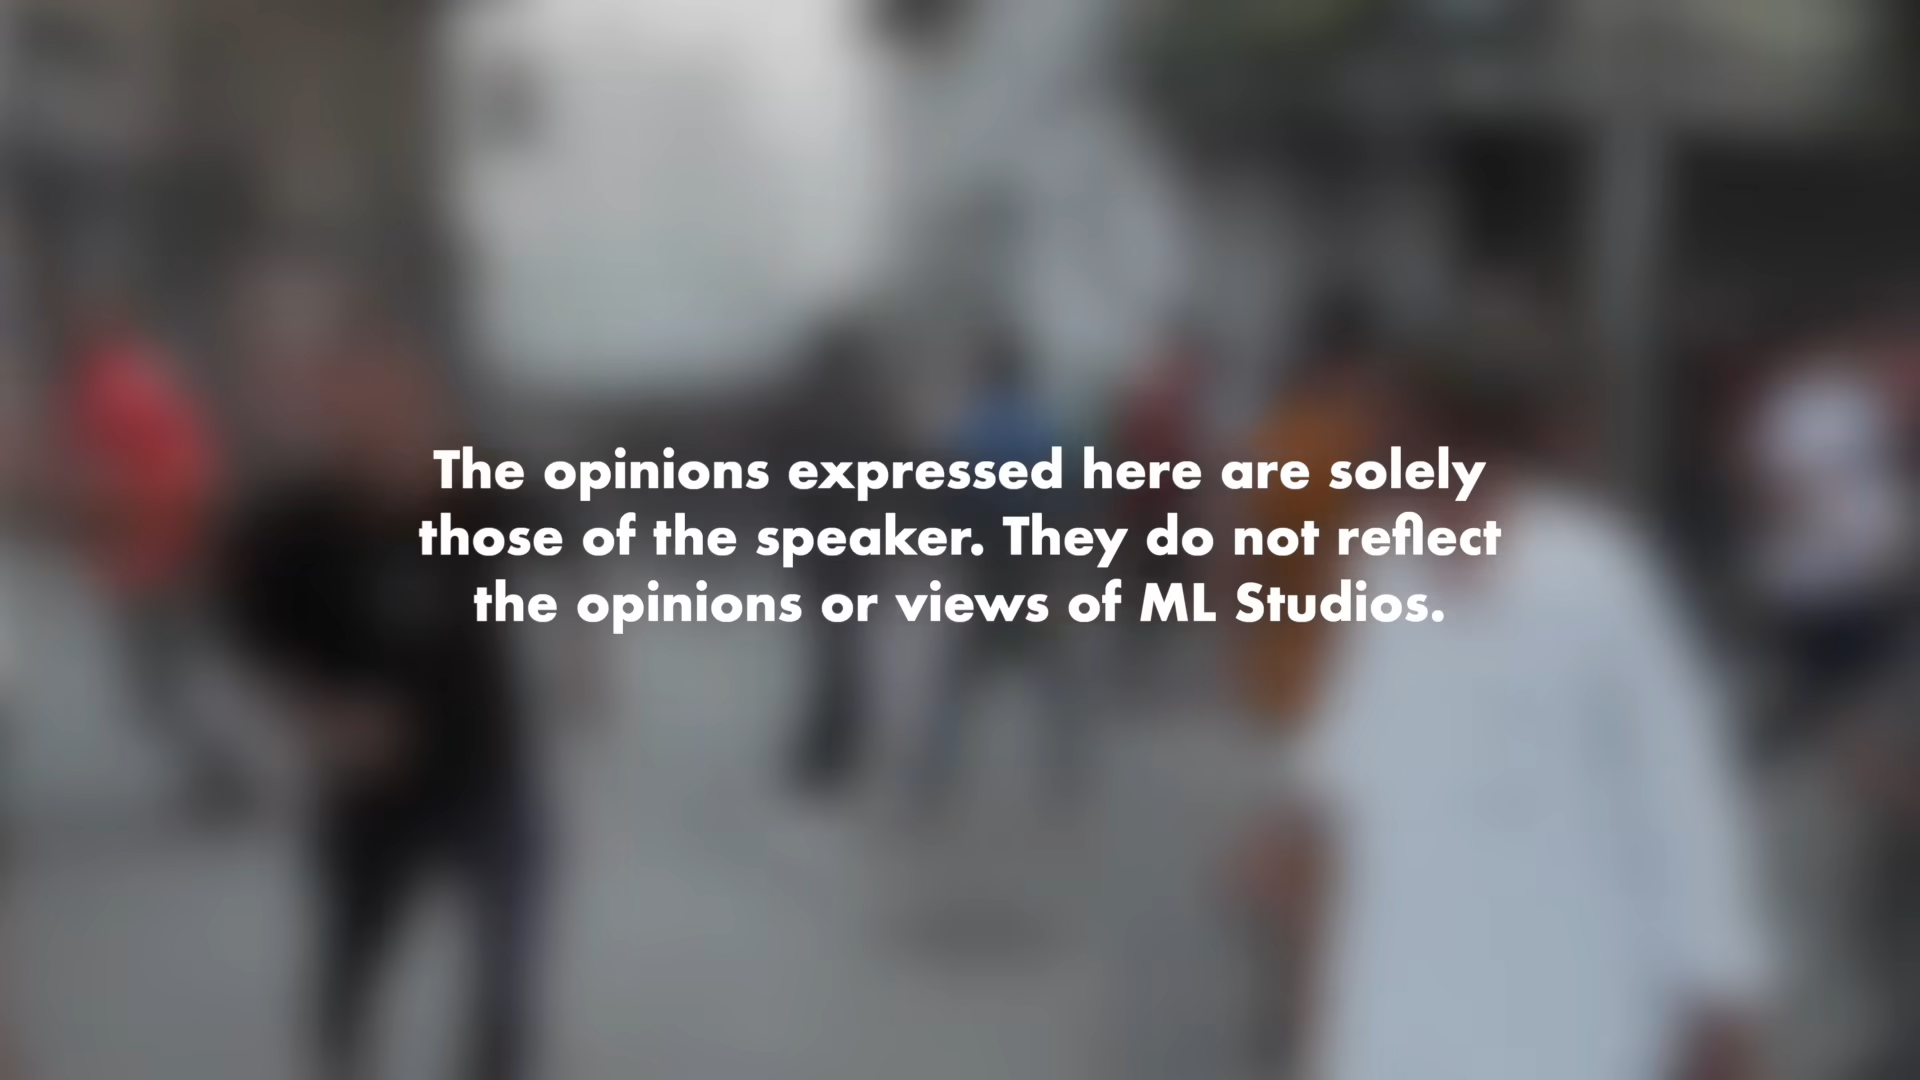 The opinions expressed here are solely
those of the speaker. They do not reflect
the opinions or views of ML Studios.